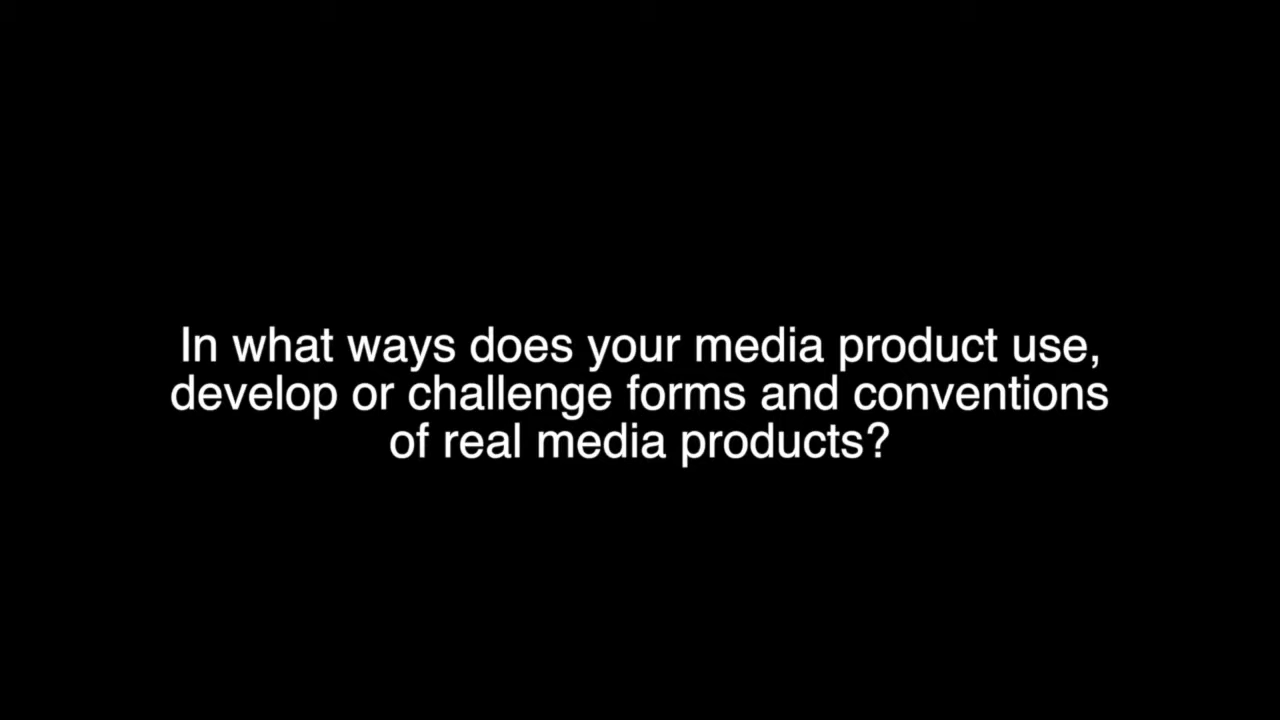 In what ways does your media product use,
develop or challenge forms and conventions
of real media products?